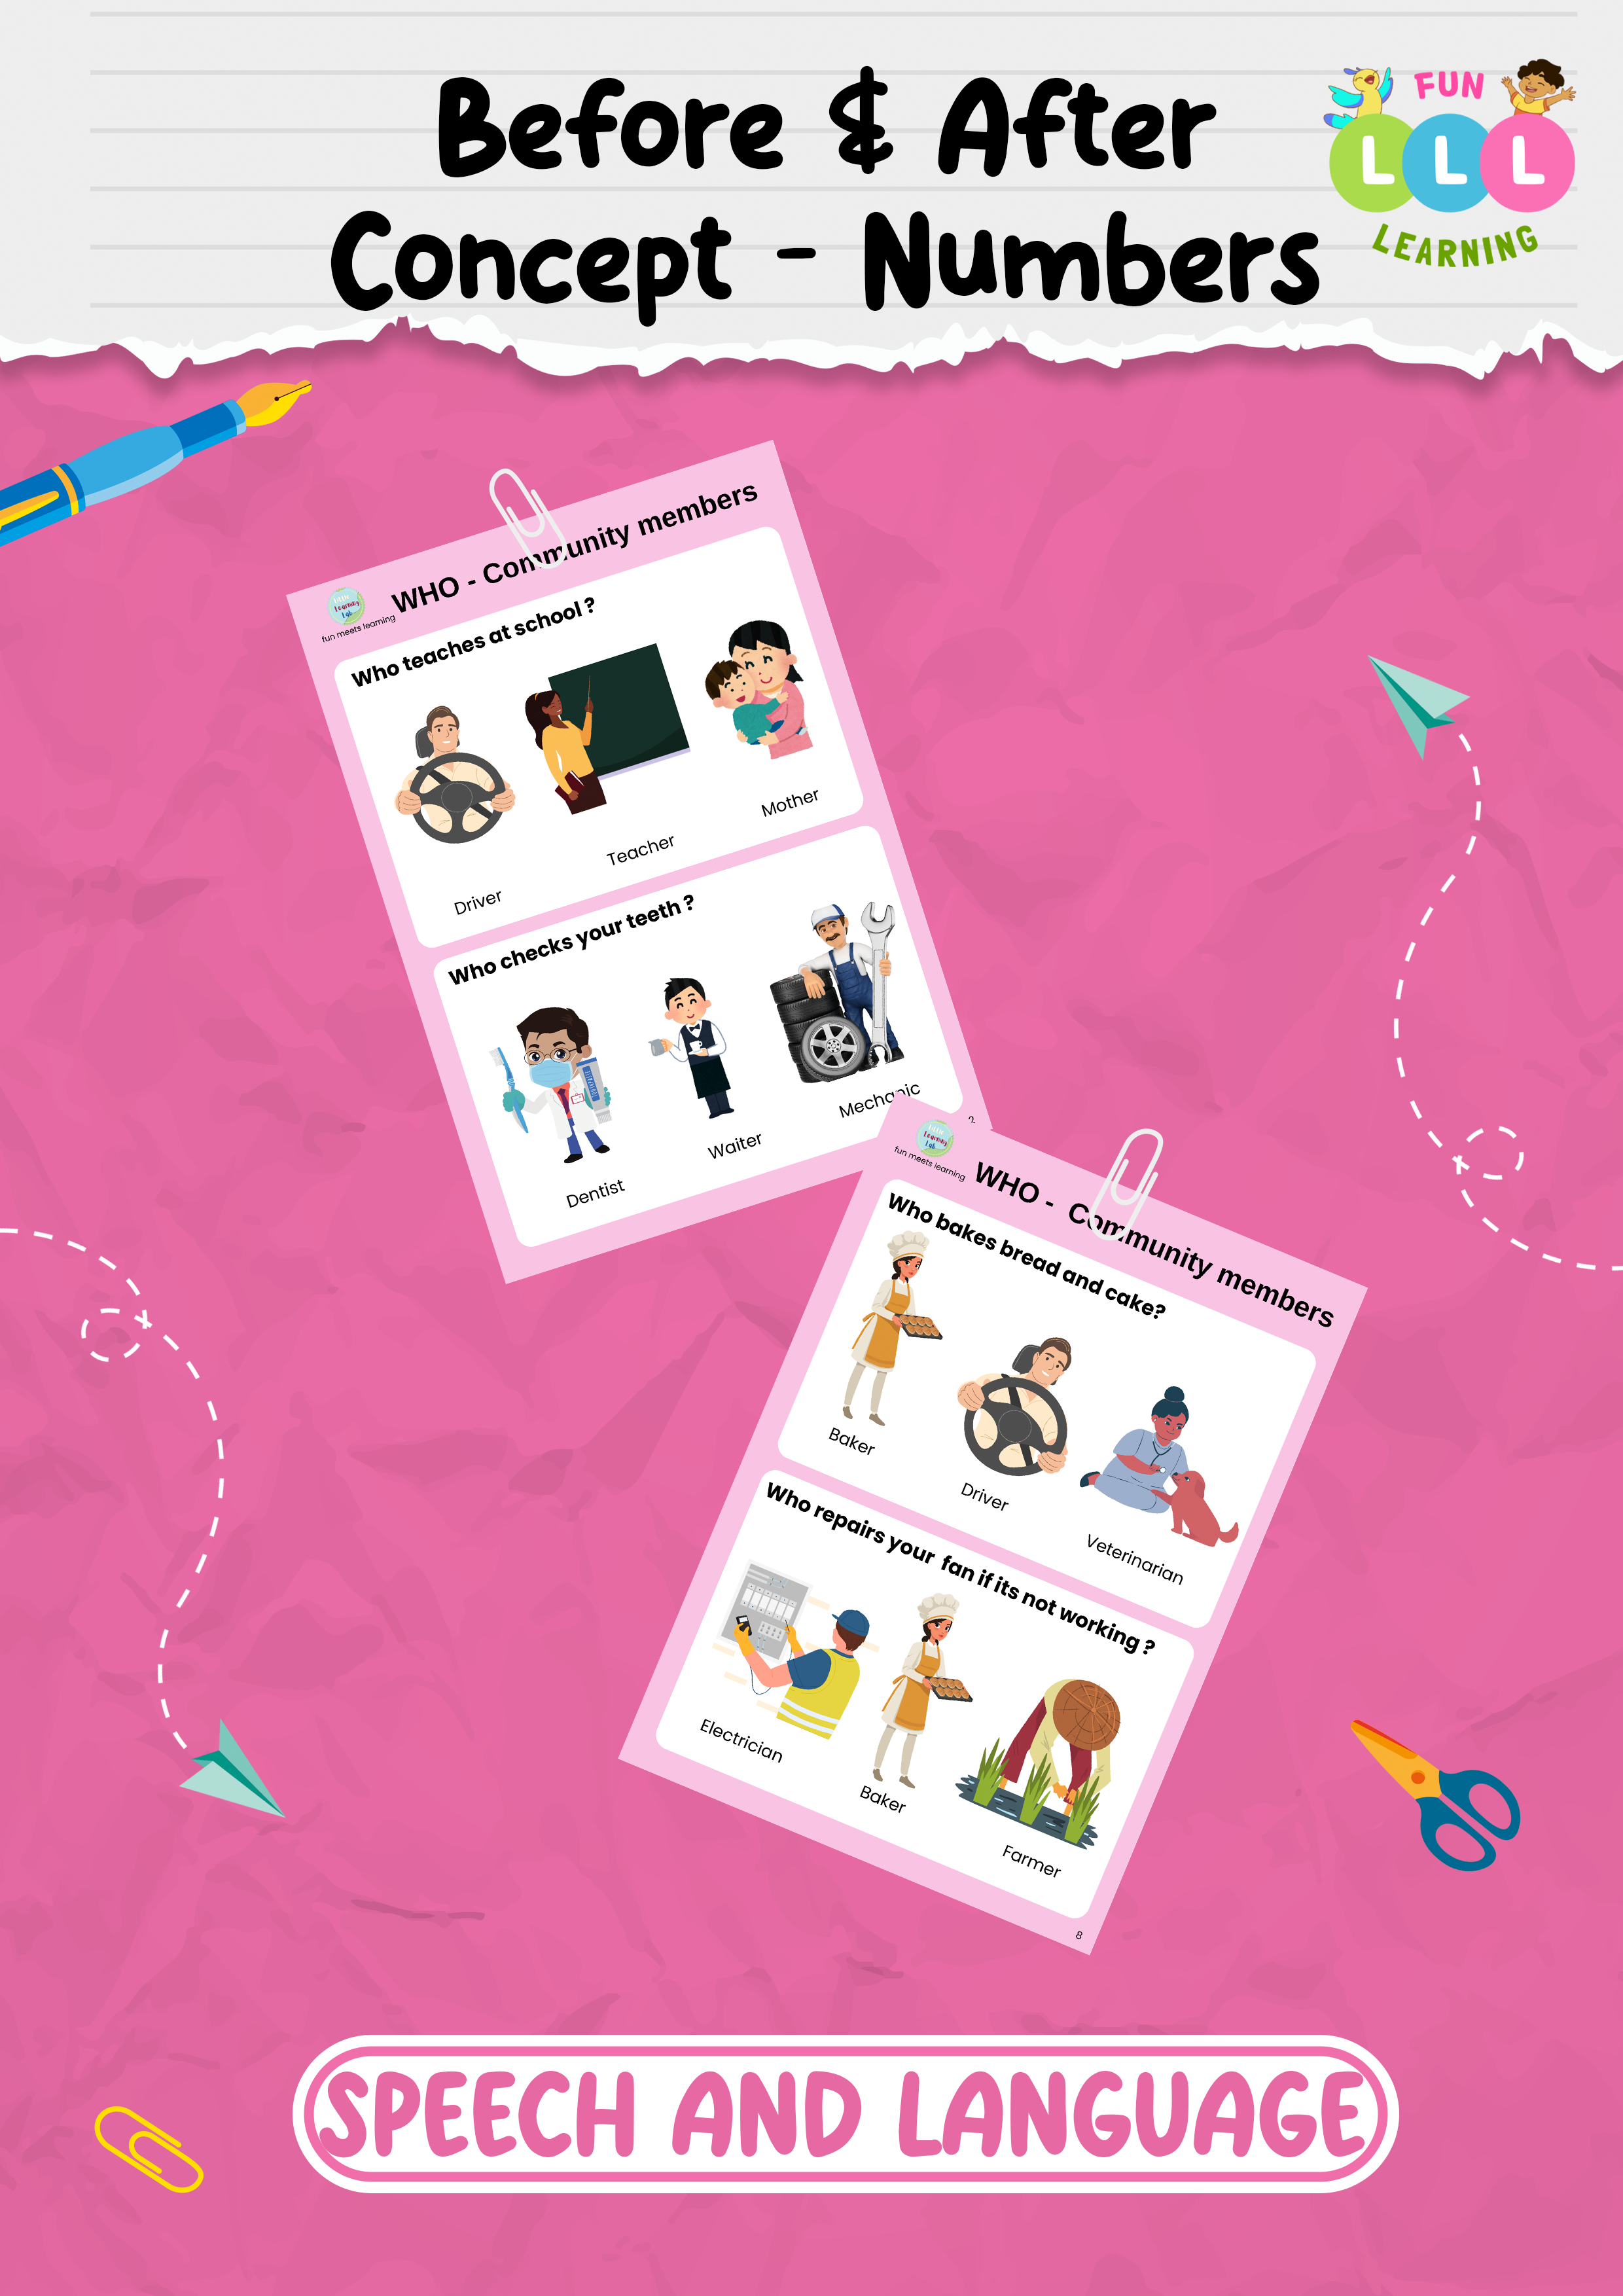 Before & After
Concept - Numbers
FUN
L L L
LEARNING
WHO - Community members
Little
Learning
Lab
fun meets learning
Who teaches at school ?
Driver
Teacher
Mother
Who checks your teeth ?
Dentist
Waiter
Mechanic
2
WHO - Community members
Little
Learning
Lab
fun meets learning
Who bakes bread and cake?
Baker
Driver
Veterinarian
Who repairs your fan if its not working ?
Electrician
Baker
Farmer
8
SPEECH AND LANGUAGE